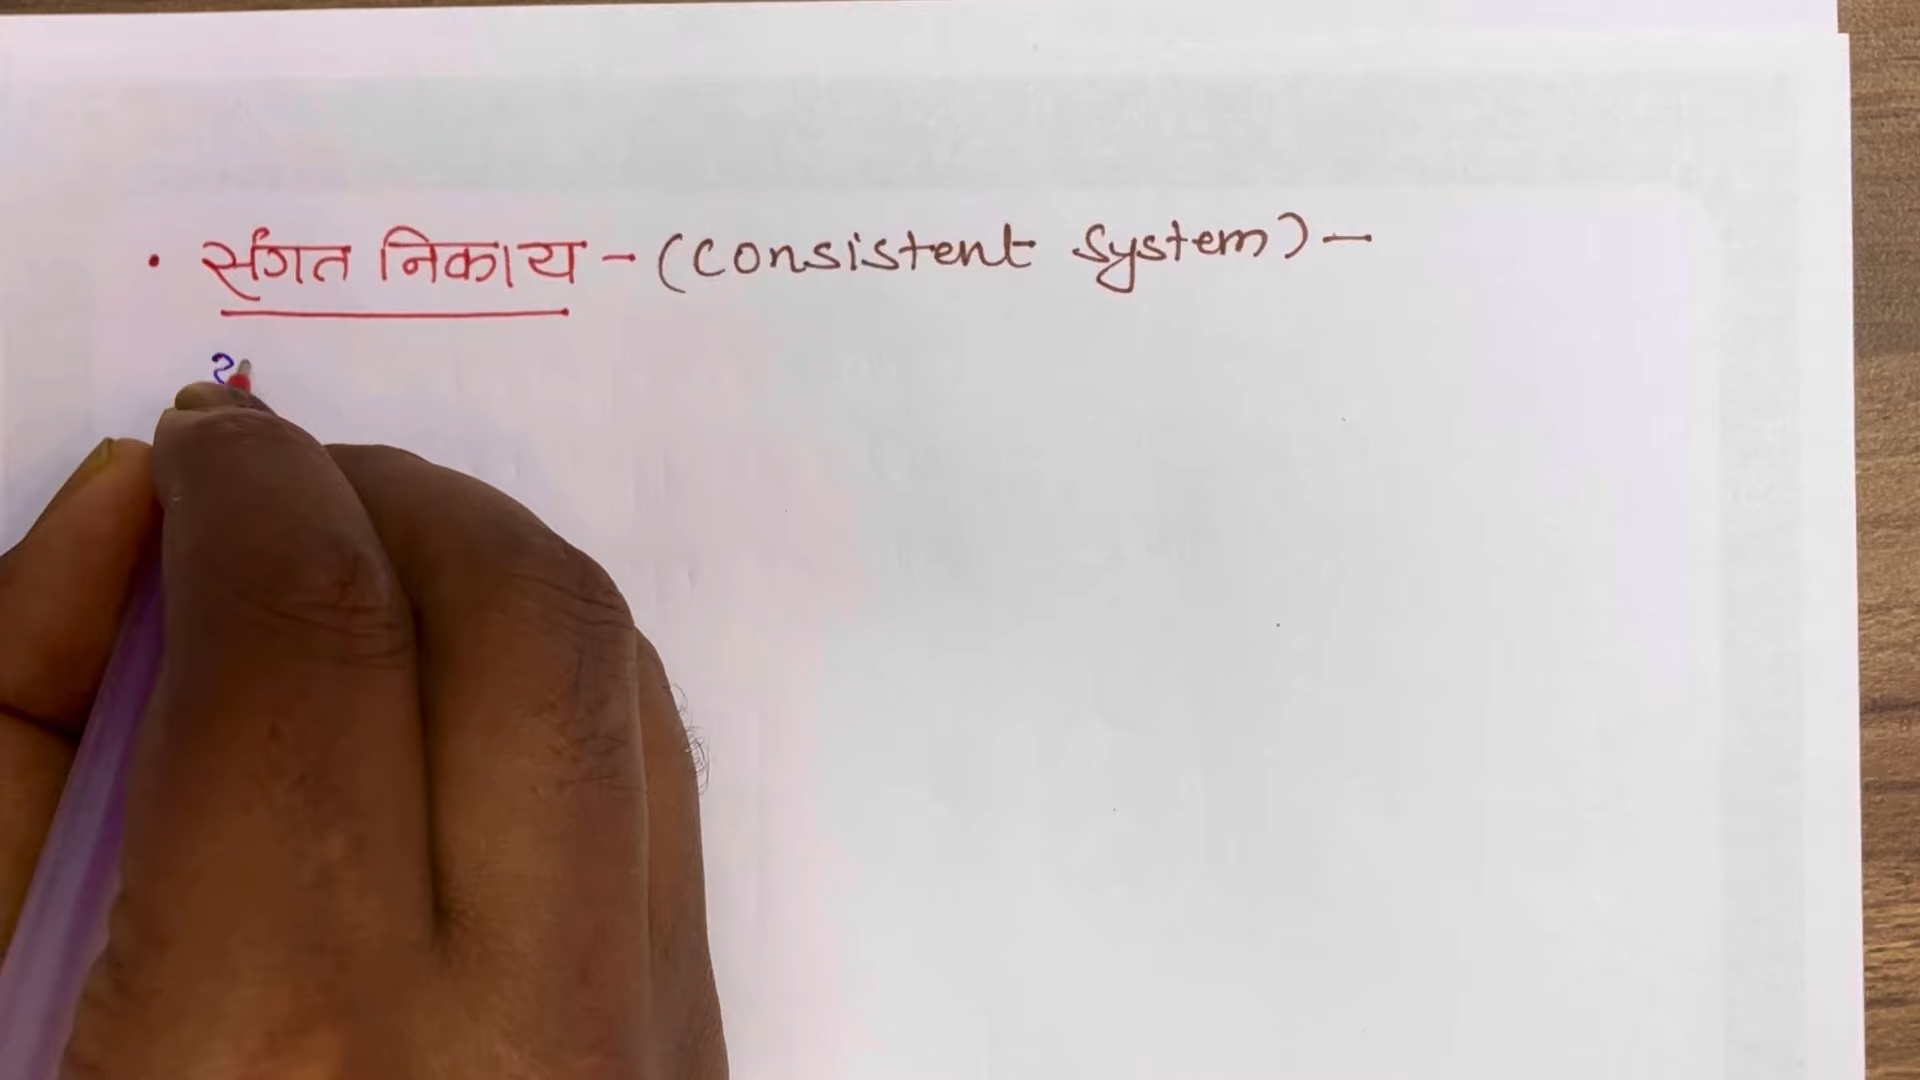 • संगत निकाय - (Consistent System) -